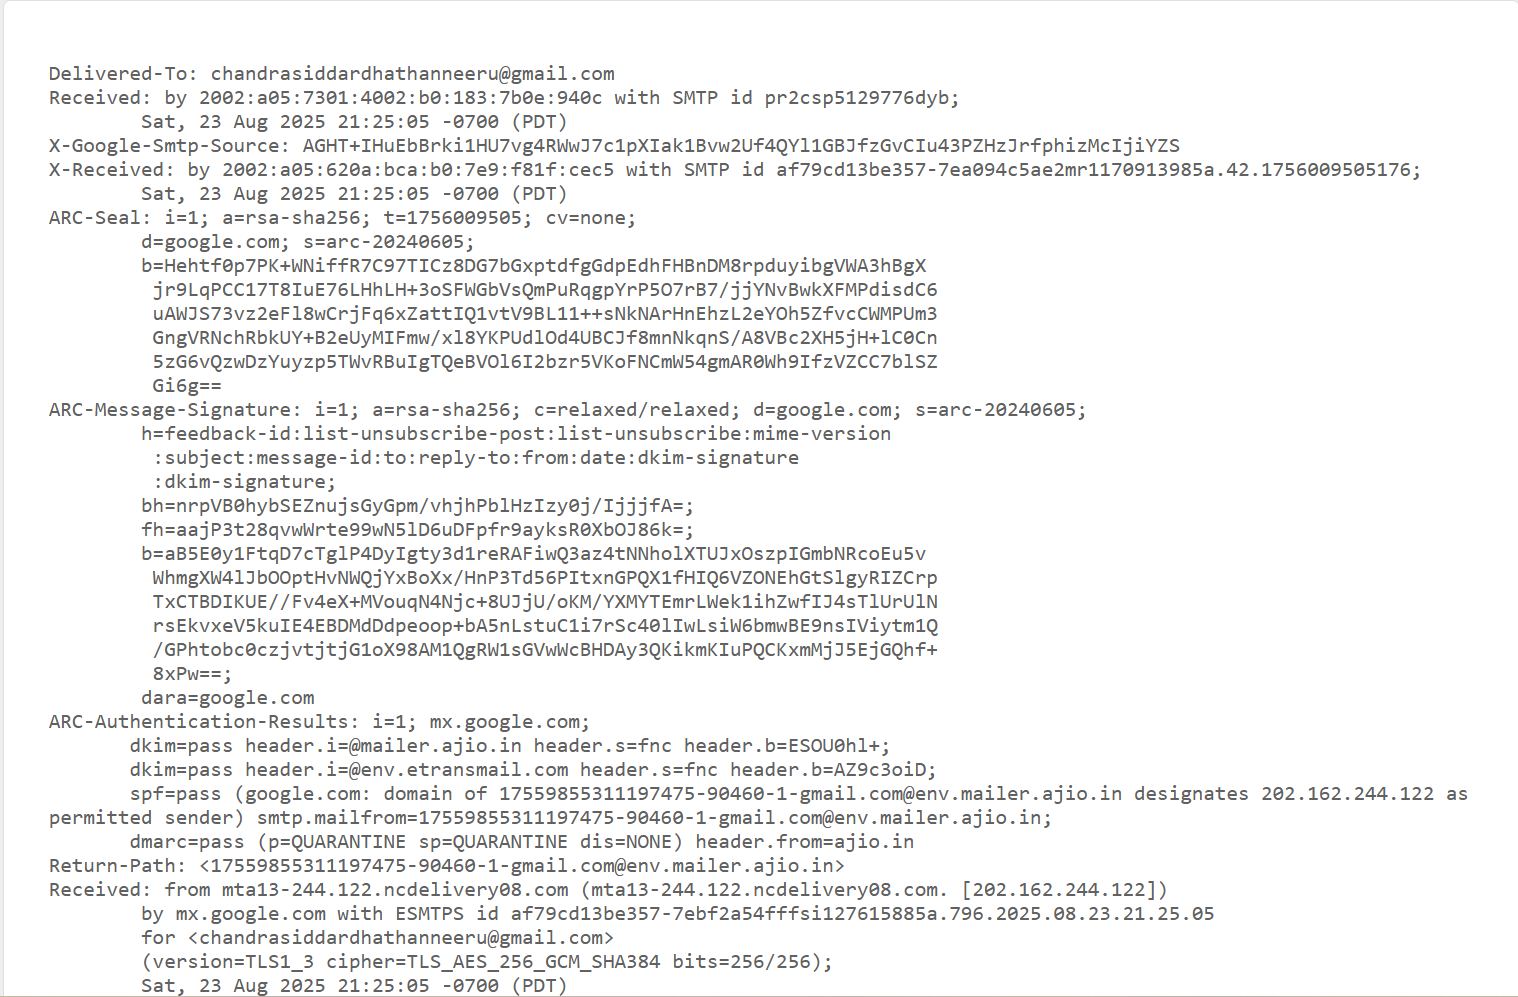 Delivered-To: chandrasiddardhathanneeru@gmail.com
Received: by 2002:a05:7301:4002:b0:183:7b0e:940c with SMTP id pr2csp5129776dyb;
Sat, 23 Aug 2025 21:25:05 -0700 (PDT)
X-Google-Smtp-Source: AGHT+IHuEbBrki1HU7vg4RWwJ7c1pXIak1Bvw2Uf4QYl1GBJfzGvCIu43PZHzJrfphizMcIjiYZS
X-Received: by 2002:a05:620a:bca:b0:7e9:f81f:cec5 with SMTP id af79cd13be357-7ea094c5ae2mr1170913985a.42.1756009505176;
Sat, 23 Aug 2025 21:25:05 -0700 (PDT)
ARC-Seal: i=1; a=rsa-sha256; t=1756009505; cv=none;
d=google.com; s=arc-20240605;
b=Hehtf0p7PK+WNiffR7C97TICz8DG7bGxptdfgGdpEdhFHBnDM8rpduyibgVWA3hBgX
jr9LqPCC17T8IuE76LHhLH+3oSFWGbVsQmPuRqgpYrP5O7rB7/jjYNvBwkXFMPdisdC6
uAWJS73vz2eFl8wCrjFq6xZattIQ1vtV9BL11++sNkNArHnEhzL2eYOh5ZfvcCWMPUm3
GngVRNchRbkUY+B2eUyMIFmw/xl8YKPUdlOd4UBCJf8mnNkqnS/A8VBc2XH5jH+lC0Cn
5zG6vQzwDzYuyzp5TWvRBuIgTQeBVOl6I2bzr5VKoFNCmW54gmAR0Wh9IfzVZCC7blSZ
Gi6g==
ARC-Message-Signature: i=1; a=rsa-sha256; c=relaxed/relaxed; d=google.com; s=arc-20240605;
h=feedback-id:list-unsubscribe-post:list-unsubscribe:mime-version
:subject:message-id:to:reply-to:from:date:dkim-signature
:dkim-signature;
bh=nrpVB0hybSEZnujsGyGpm/vhjhPblHzIzy0j/IjjjfA=;
fh=aajP3t28qvwWrte99wN5lD6uDFpfr9ayksR0XbOJ86k=;
b=aB5E0y1FtqD7cTglP4DyIgty3d1reRAFiwQ3az4tNNholXTUJxOszpIGmbNRcoEu5v
WhmgXW4lJbOOptHvNWQjYxBoXx/HnP3Td56PItxnGPQX1fHIQ6VZONEhGtSlgyRIZCrp
TxCTBDIKUE//Fv4eX+MVouqN4Njc+8UJjU/oKM/YXMYTEmrLWek1ihZwfIJ4sTlUrUlN
rsEkvxeV5kuIE4EBDMdDdpeoop+bA5nLstuC1i7rSc40lIwLsiW6bmwBE9nsIViytm1Q
/GPhtobc0czjvtjtjG1oX98AM1QgRW1sGVwWcBHDAy3QKikmKIuPQCKxmMjJ5EjGQhf+
8xPw==;
dara=google.com
ARC-Authentication-Results: i=1; mx.google.com;
dkim=pass header.i=@mailer.ajio.in header.s=fnc header.b=ESOU0hl+;
dkim=pass header.i=@env.etransmail.com header.s=fnc header.b=AZ9c3oiD;
spf=pass (google.com: domain of 17559855311197475-90460-1-gmail.com@env.mailer.ajio.in designates 202.162.244.122 as
permitted sender) smtp.mailfrom=17559855311197475-90460-1-gmail.com@env.mailer.ajio.in;
dmarc=pass (p=QUARANTINE sp=QUARANTINE dis=NONE) header.from=ajio.in
Return-Path: <17559855311197475-90460-1-gmail.com@env.mailer.ajio.in>
Received: from mta13-244.122.ncdelivery08.com (mta13-244.122.ncdelivery08.com. [202.162.244.122])
by mx.google.com with ESMTPS id af79cd13be357-7ebf2a54fffsi127615885a.796.2025.08.23.21.25.05
for <chandrasiddardhathanneeru@gmail.com>
(version=TLS1_3 cipher=TLS_AES_256_GCM_SHA384 bits=256/256);
Sat, 23 Aug 2025 21:25:05 -0700 (PDT)